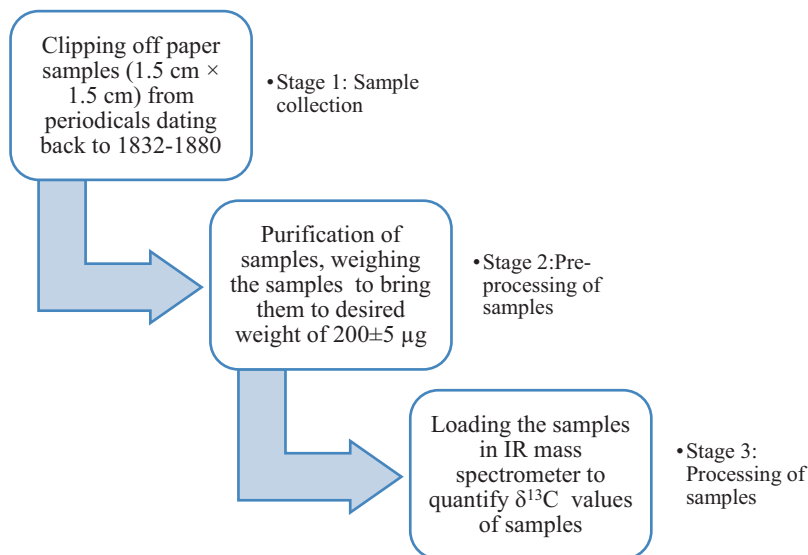 Clipping off paper
samples (1.5 cm ×
1.5 cm) from
periodicals dating
back to 1832-1880
•Stage 1: Sample
collection
Purification of
samples, weighing
the samples to bring
them to desired
weight of 200±5 µg
•Stage 2:Pre-
processing of
samples
Loading the samples
in IR mass
spectrometer to
quantify δ¹³C values
of samples
•Stage 3:
Processing of
samples